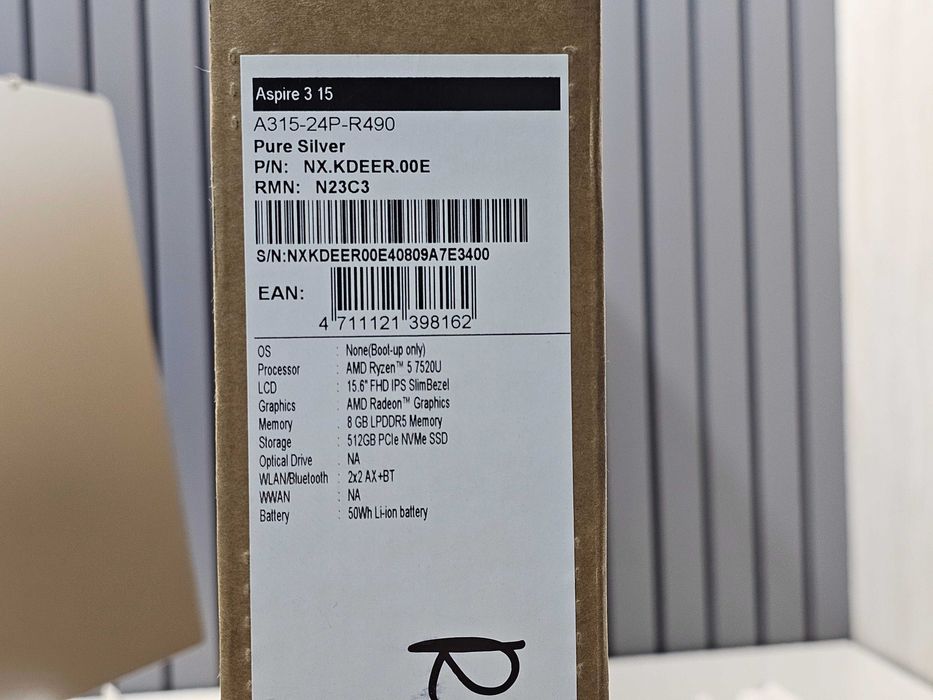 Aspire 3 15
A315-24P-R490
Pure Silver
P/N: NX.KDEER.00E
RMN: N23C3
S/N:NXKDEER00E40809A7E3400
EAN:
4 711121 398162
OS : None(Boot-up only)
Processor : AMD Ryzen™ 5 7520U
LCD : 15.6" FHD IPS SlimBezel
Graphics : AMD Radeon™ Graphics
Memory : 8 GB LPDDR5 Memory
Storage : 512GB PCIe NVMe SSD
Optical Drive : NA
WLAN/Bluetooth : 2x2 AX+BT
WWAN : NA
Battery : 50Wh Li-ion battery